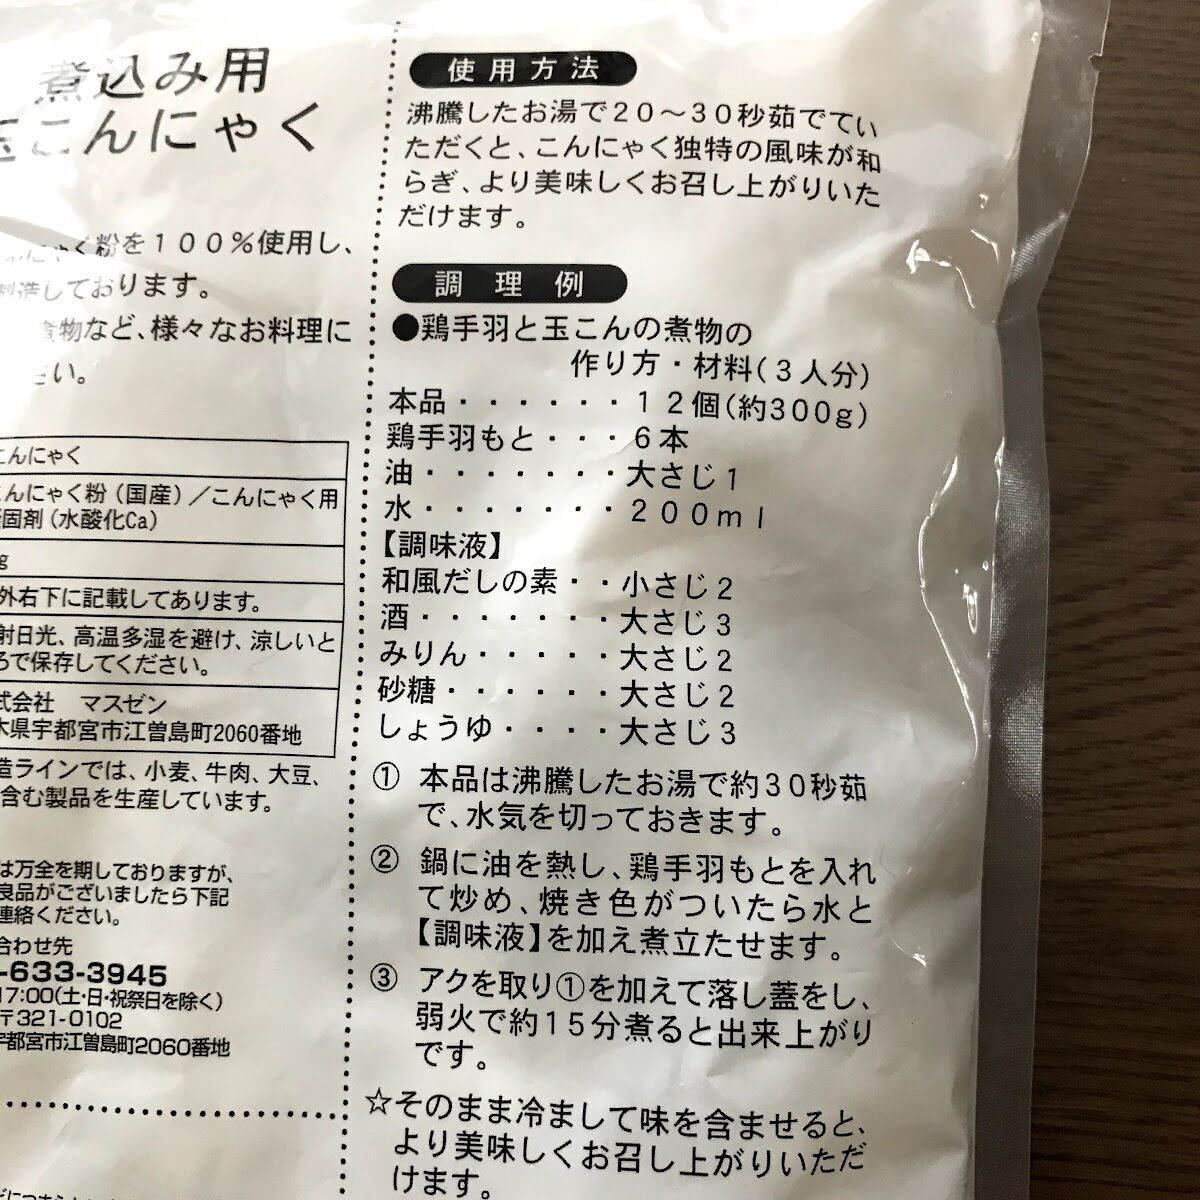 煮込み用
玉こんにゃく
粉を100%使用し、
製造しております。
煮物など、様々なお料理に
さい。
こんにゃく
こんにゃく粉(国産)/こんにゃく用
凝固剤(水酸化Ca)
g
外右下に記載してあります。
射日光、高温多湿を避け、涼しいと
ろで保存してください。
式会社 マスゼン
木県宇都宮市江曽島町2060番地
造ラインでは、小麦、牛肉、大豆、
含む製品を生産しています。
は万全を期しておりますが、
良品がございましたら下記
連絡ください。
合わせ先
-633-3945
17:00(土・日・祝祭日を除く)
〒321-0102
宇都宮市江曽島町2060番地
使用方法
沸騰したお湯で20〜30秒茹でてい
ただくと、こんにゃく独特の風味が和
らぎ、より美味しくお召し上がりいた
だけます。
調理例
●鶏手羽と玉こんの煮物の
作り方・材料(3人分)
本品・・・・・・12個(約300g)
鶏手羽もと・・・6本
油・・・・・・・大さじ1
水・・・・・・・200ml
【調味液】
和風だしの素・・小さじ2
酒・・・・・・・大さじ3
みりん・・・・・大さじ2
砂糖・・・・・・大さじ2
しょうゆ・・・・大さじ3
① 本品は沸騰したお湯で約30秒茹
で、水気を切っておきます。
② 鍋に油を熱し、鶏手羽もとを入れ
て炒め、焼き色がついたら水と
【調味液】を加え煮立たせます。
③ アクを取り①を加えて落し蓋をし、
弱火で約15分煮ると出来上がり
です。
☆そのまま冷まして味を含ませると、
より美味しくお召し上がりいただ
けます。